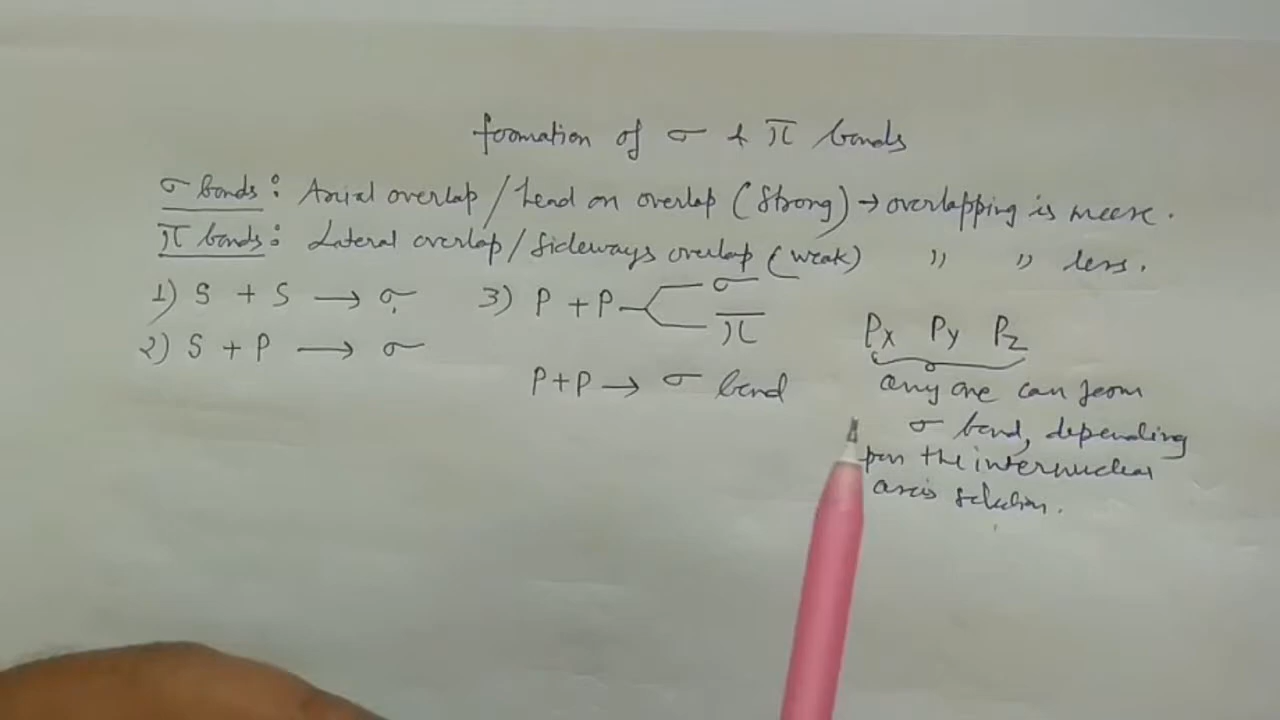 formation of σ & π bonds
σ bonds: Axial overlap / head on overlap (strong) → overlapping is more.
π bonds: Lateral overlap / sideways overlap (weak) " " less.
1) S + S → σ
3) P + P σ
π
2) S + P → σ
Px Py Pz
P+P → σ bond
any one can form
σ bond, depending
pon the internuclear
axis selection.